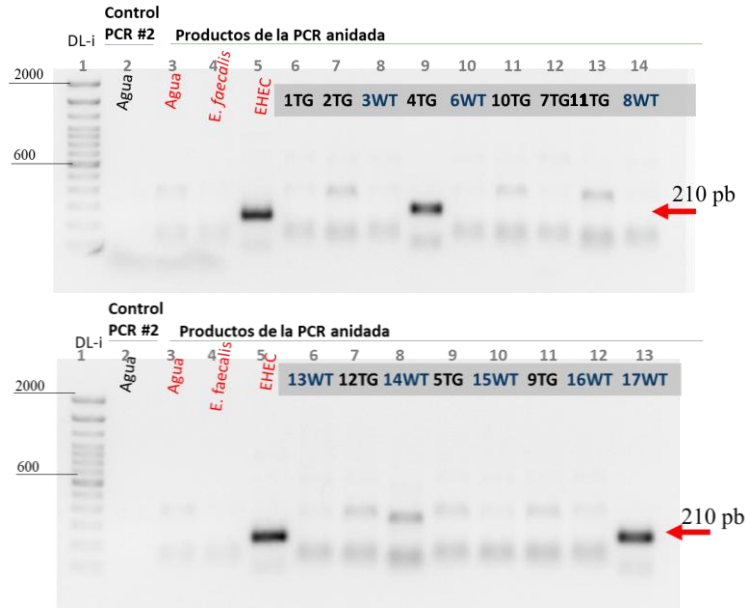 Control
PCR #2
Productos de la PCR anidada
DL-i
1 2 3 4 5 6 7 8 9 10 11 12 13 14
2000
Agua
Agua
E. faecalis
EHEC
1TG 2TG 3WT 4TG 6WT 10TG 7TG 11TG 8WT
600
210 pb
Control
PCR #2
Productos de la PCR anidada
DL-i
1 2 3 4 5 6 7 8 9 10 11 12 13
Agua
Agua
E. faecalis
EHEC
13WT 12TG 14WT 5TG 15WT 9TG 16WT 17WT
2000
600
210 pb